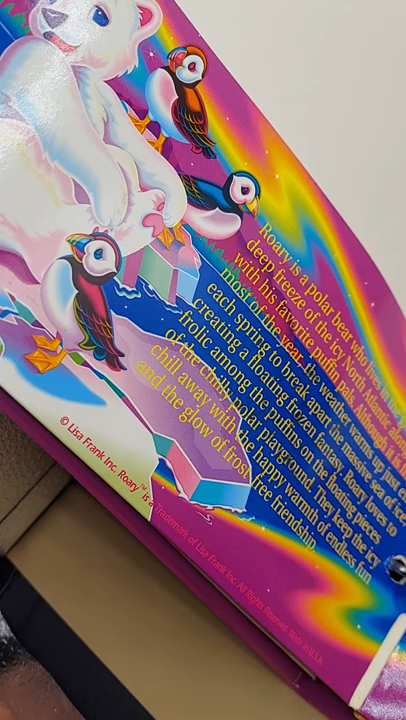 Roary is a polar bear who lives in the
deep freeze of the icy North Atlantic along
with his favorite puffin pals. Although it
most of the year, the weather warms up just
each spring to break apart the massive sea of ice
creating a floating frozen fantasy. Roary loves to
frolic among the puffins on the floating pieces
of the chilly polar playground. They keep the icy
chill away with the happy warmth of endless fun
and the glow of frost free friendship.
© Lisa Frank Inc. Roary™ is a Trademark of Lisa Frank Inc. All Rights Reserved. Made in U.S.A.